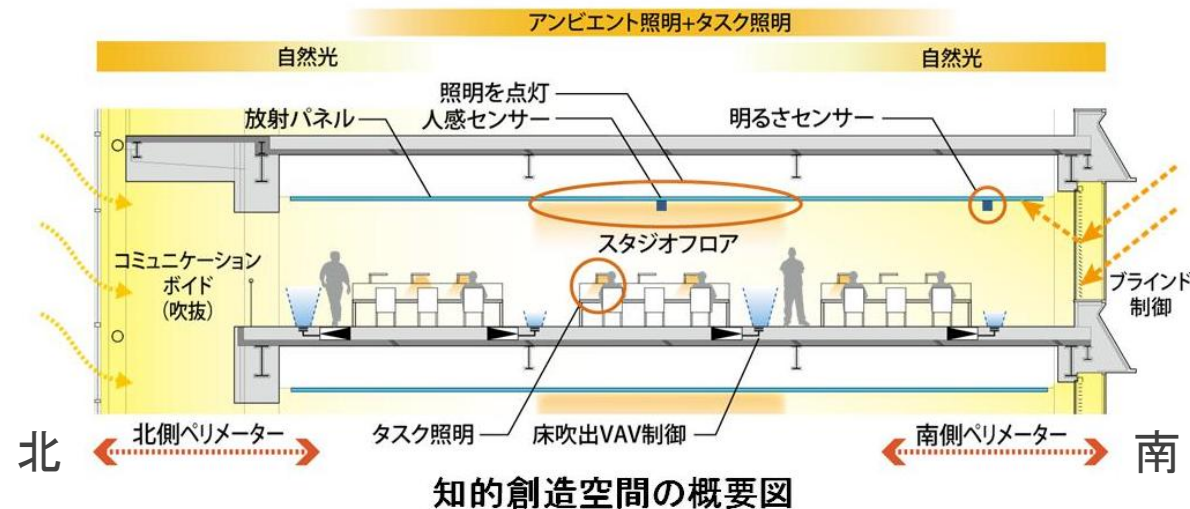 アンビエント照明+タスク照明
自然光
自然光
照明を点灯
放射パネル
人感センサー
明るさセンサー
スタジオフロア
コミュニケーション
ボイド
(吹抜)
ブラインド
制御
北
北側ペリメーター
タスク照明
床吹出VAV制御
南側ペリメーター
南
知的創造空間の概要図